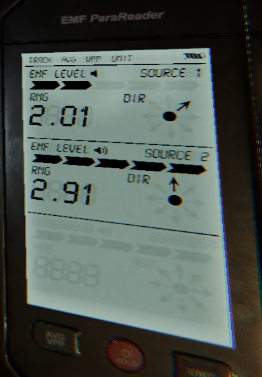 EMF ParaReader
TRACK AVG VPP UNIT
EMF LEVEL SOURCE 1
RNG DIR
2.01
EMF LEVEL SOURCE 2
RNG DIR
2.91
8888